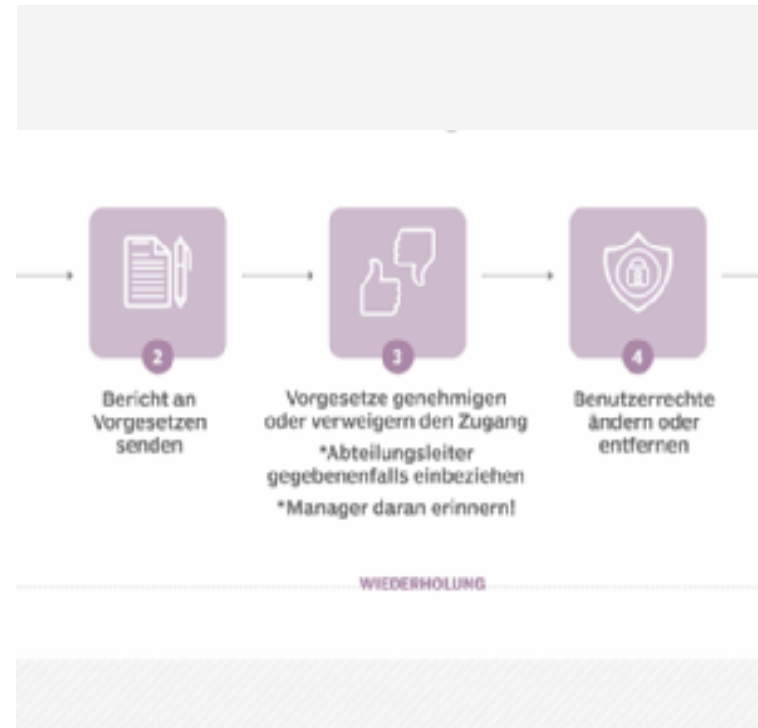 2
Bericht an
Vorgesetzen
senden
3
Vorgesetze genehmigen
oder verweigern den Zugang
*Abteilungsleiter
gegebenenfalls einbeziehen
*Manager daran erinnern!
4
Benutzerrechte
ändern oder
entfernen
WIEDERHOLUNG